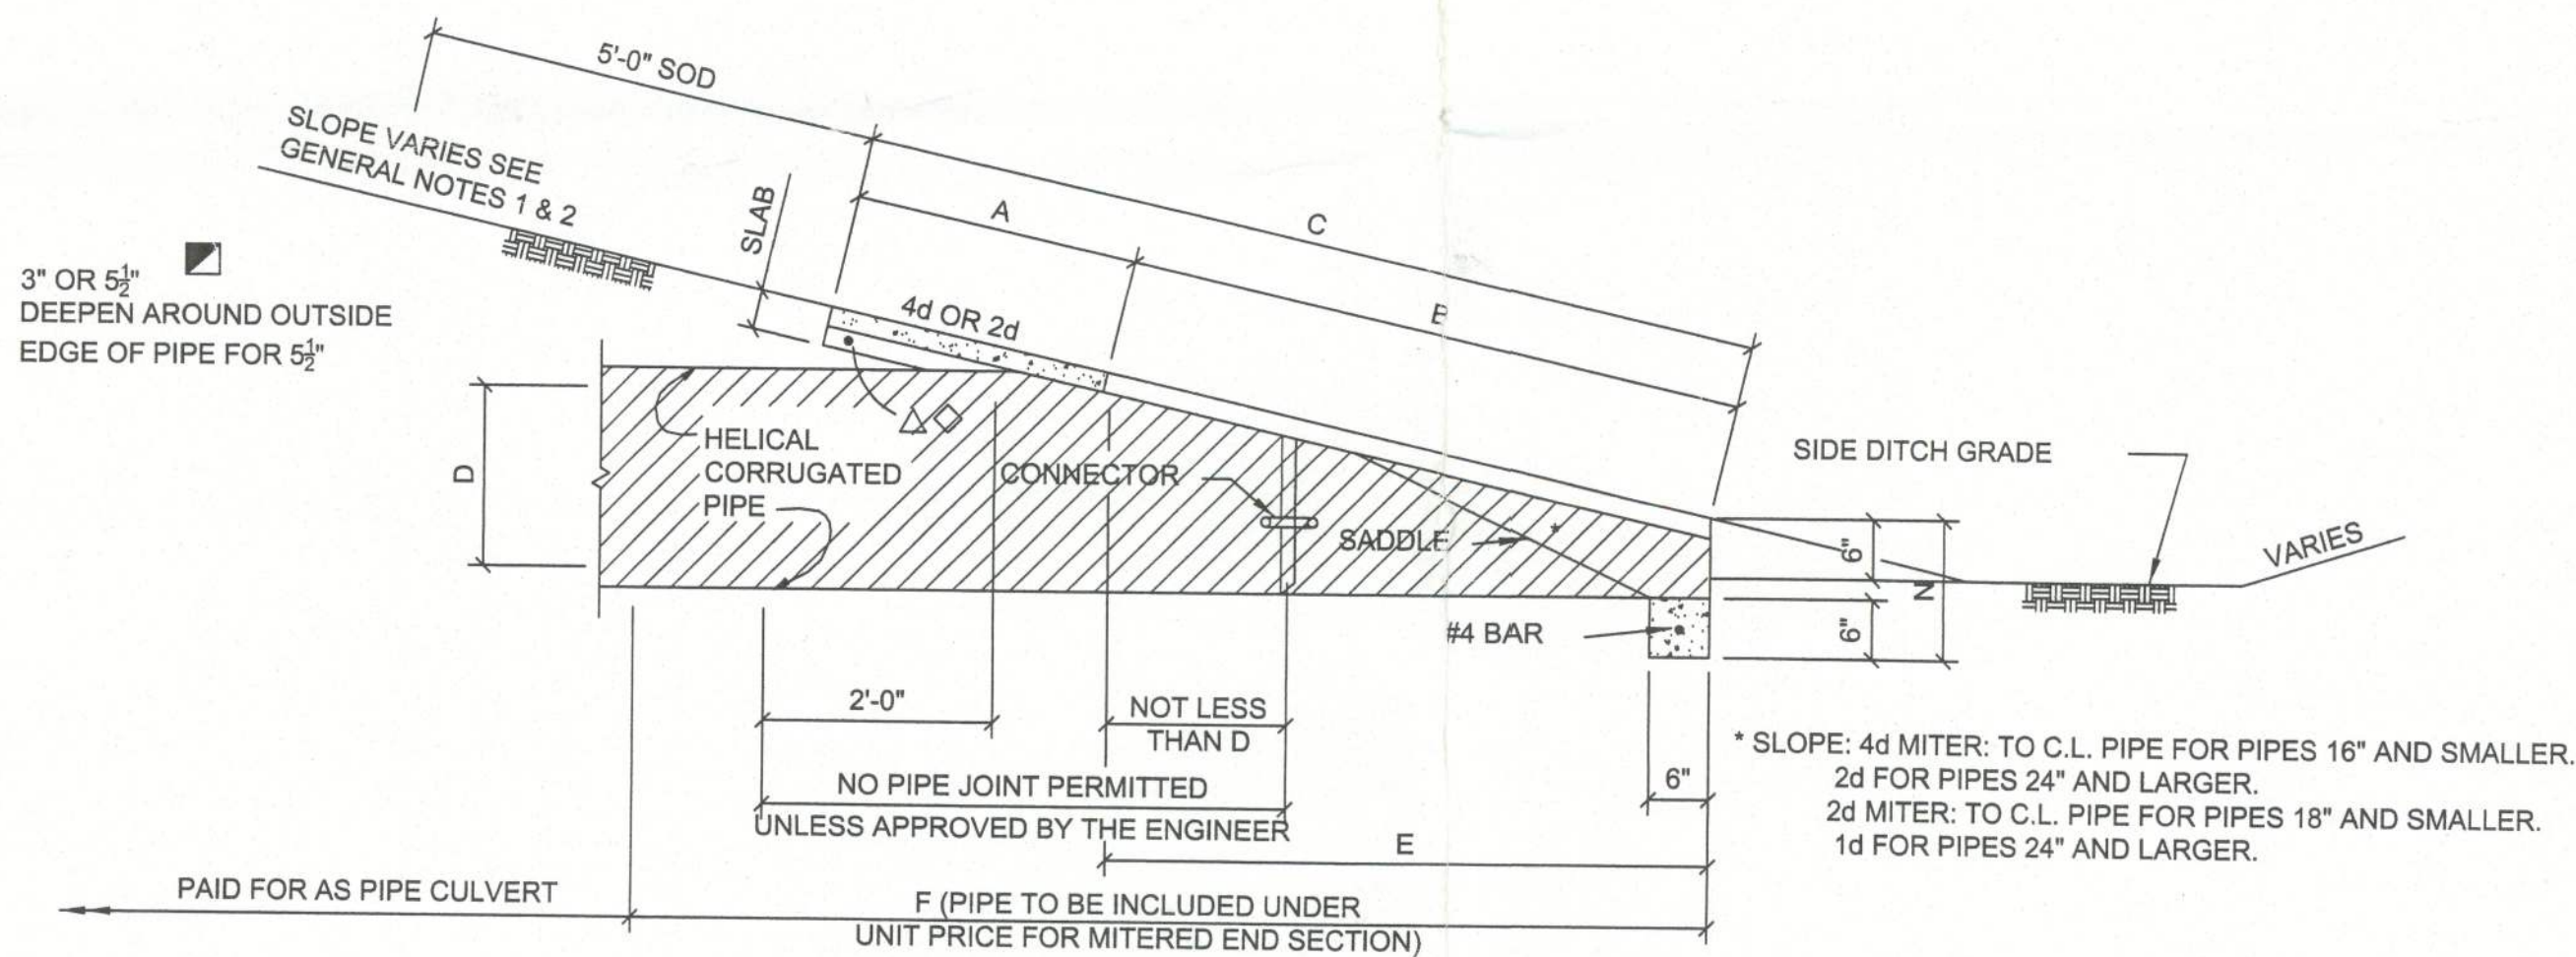 5'-0" SOD
SLOPE VARIES SEE
GENERAL NOTES 1 & 2
SLAB
A
C
3" OR 5½"
DEEPEN AROUND OUTSIDE
EDGE OF PIPE FOR 5½"
4d OR 2d
B
D
HELICAL
CORRUGATED
PIPE
CONNECTOR
SADDLE
*
SIDE DITCH GRADE
VARIES
6"
N
6"
#4 BAR
2'-0"
NOT LESS
THAN D
6"
NO PIPE JOINT PERMITTED
UNLESS APPROVED BY THE ENGINEER
E
* SLOPE: 4d MITER: TO C.L. PIPE FOR PIPES 16" AND SMALLER.
2d FOR PIPES 24" AND LARGER.
2d MITER: TO C.L. PIPE FOR PIPES 18" AND SMALLER.
1d FOR PIPES 24" AND LARGER.
PAID FOR AS PIPE CULVERT
F (PIPE TO BE INCLUDED UNDER
UNIT PRICE FOR MITERED END SECTION)